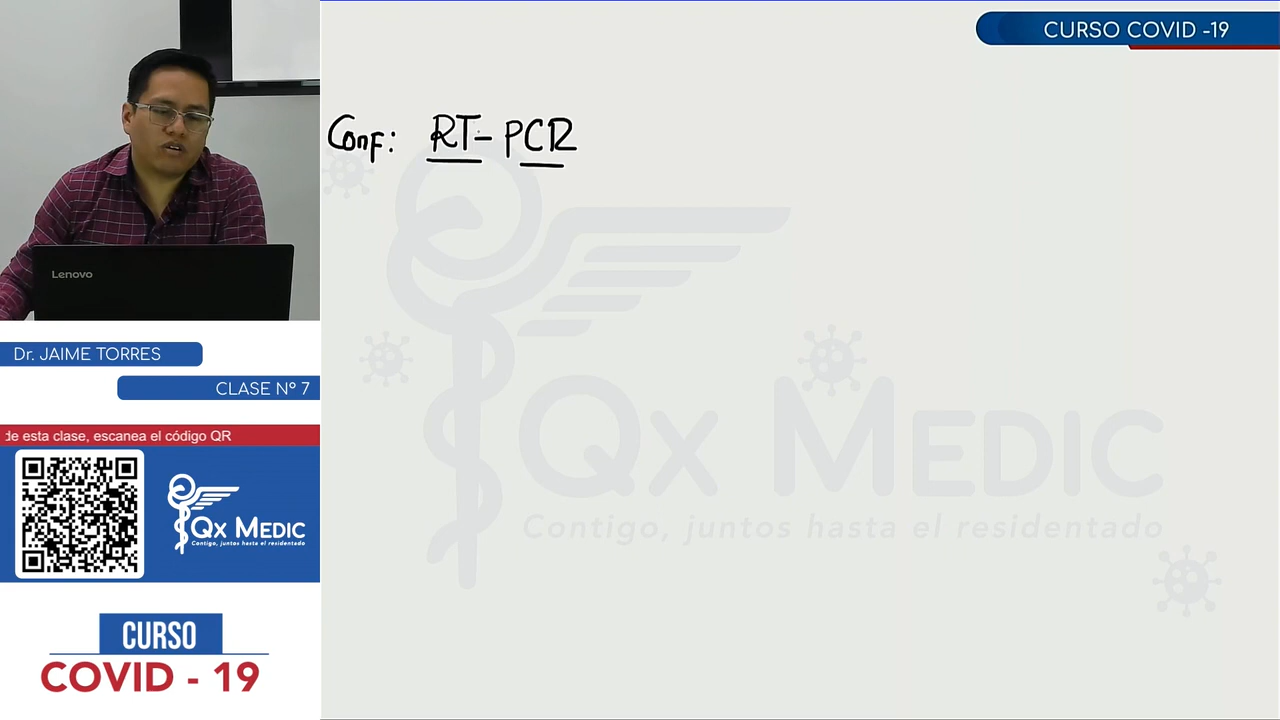 CURSO COVID -19
Conf: RT- PCR
Lenovo
Dr. JAIME TORRES
CLASE N° 7
de esta clase, escanea el código QR
QX MEDIC
Contigo, juntos hasta el residentado
QX MEDIC
Contigo, juntos hasta el residentado
CURSO
COVID - 19